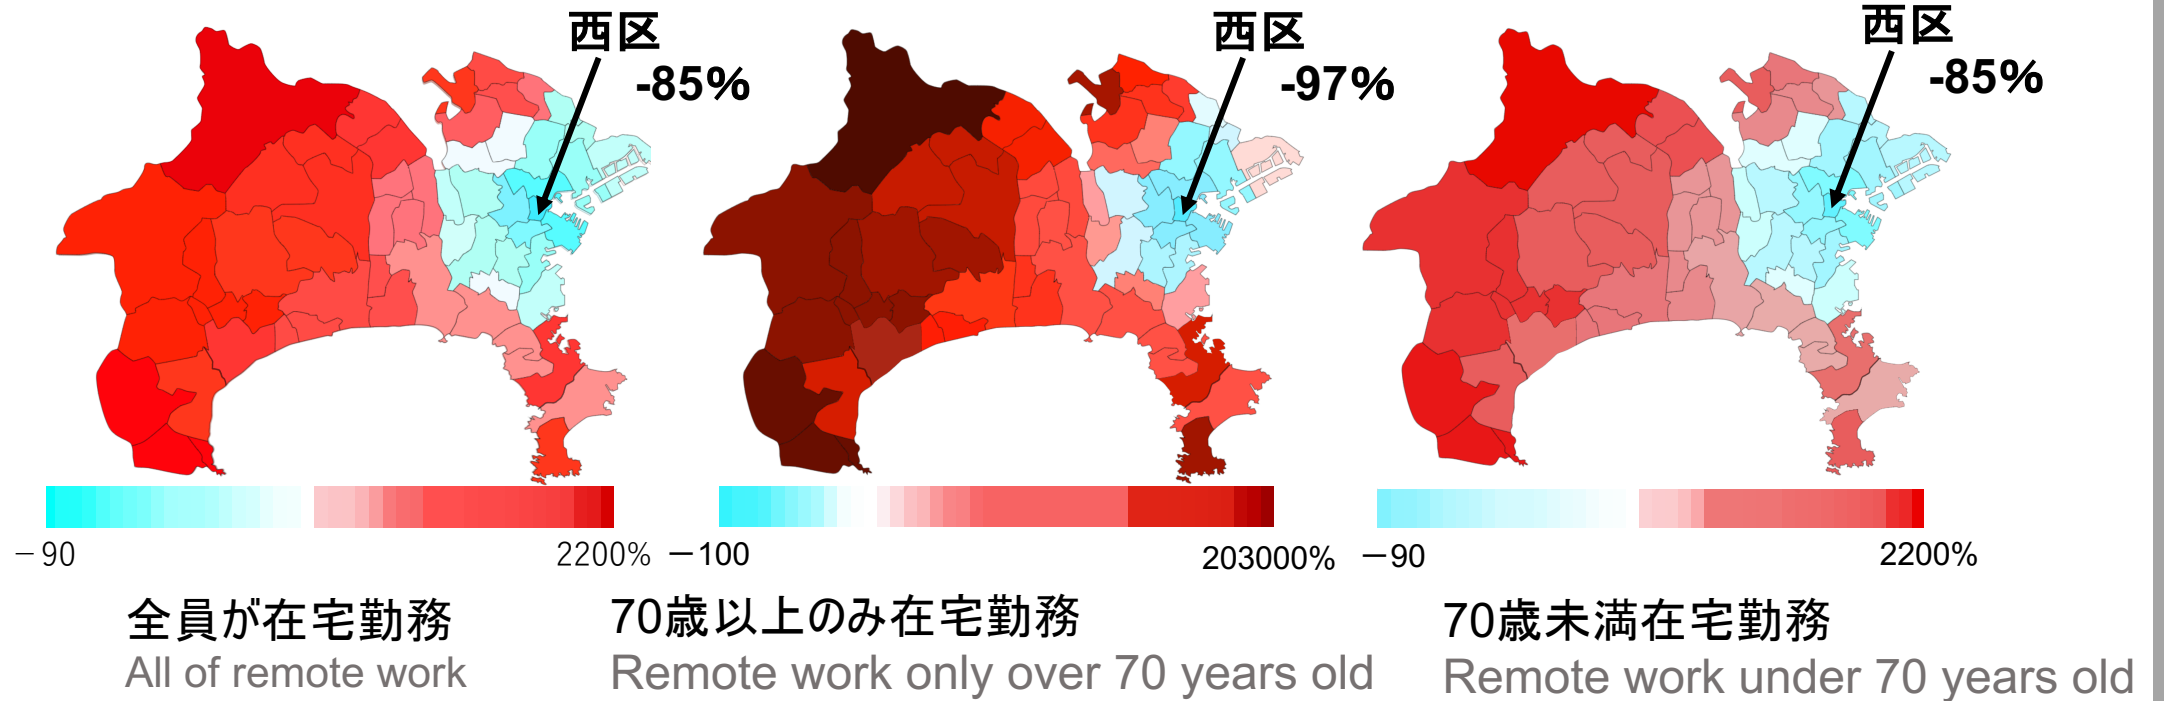 西区
-85%
西区
-97%
西区
-85%
－90
2200%
－100
203000%
－90
2200%
全員が在宅勤務
All of remote work
70歳以上のみ在宅勤務
Remote work only over 70 years old
70歳未満在宅勤務
Remote work under 70 years old